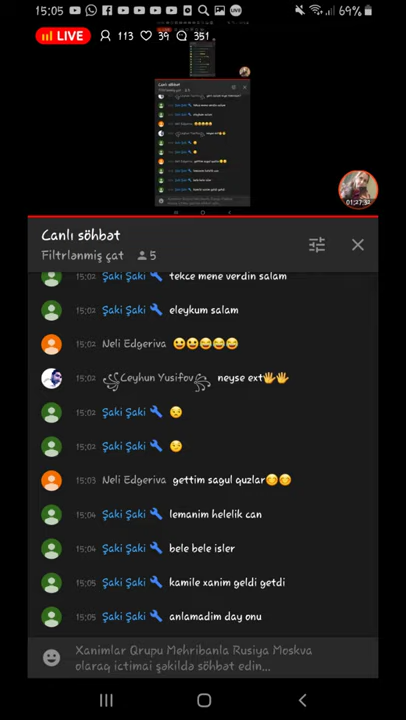 15:05
69%
LIVE 113 39 351
01:27:32
Canlı söhbət
Filtrlənmiş çat 5
15:02 Şaki Şaki tekce mene verdin salam
15:02 Şaki Şaki eleykum salam
15:02 Neli Edgeriva 😀😀😂😂😂
15:02 ꧁Ceyhun Yusifov꧂ neyse ext🖐🖐
15:02 Şaki Şaki 😒
15:02 Şaki Şaki 😏
15:03 Neli Edgeriva gettim sagul quzlar😊😊
15:04 Şaki Şaki lemanim helelik can
15:04 Şaki Şaki bele bele isler
15:05 Şaki Şaki kamile xanim geldi getdi
15:05 Şaki Şaki anlamadim day onu
Xanimlar Qrupu Mehribanla Rusiya Moskva
olaraq ictimai şəkildə söhbət edin...